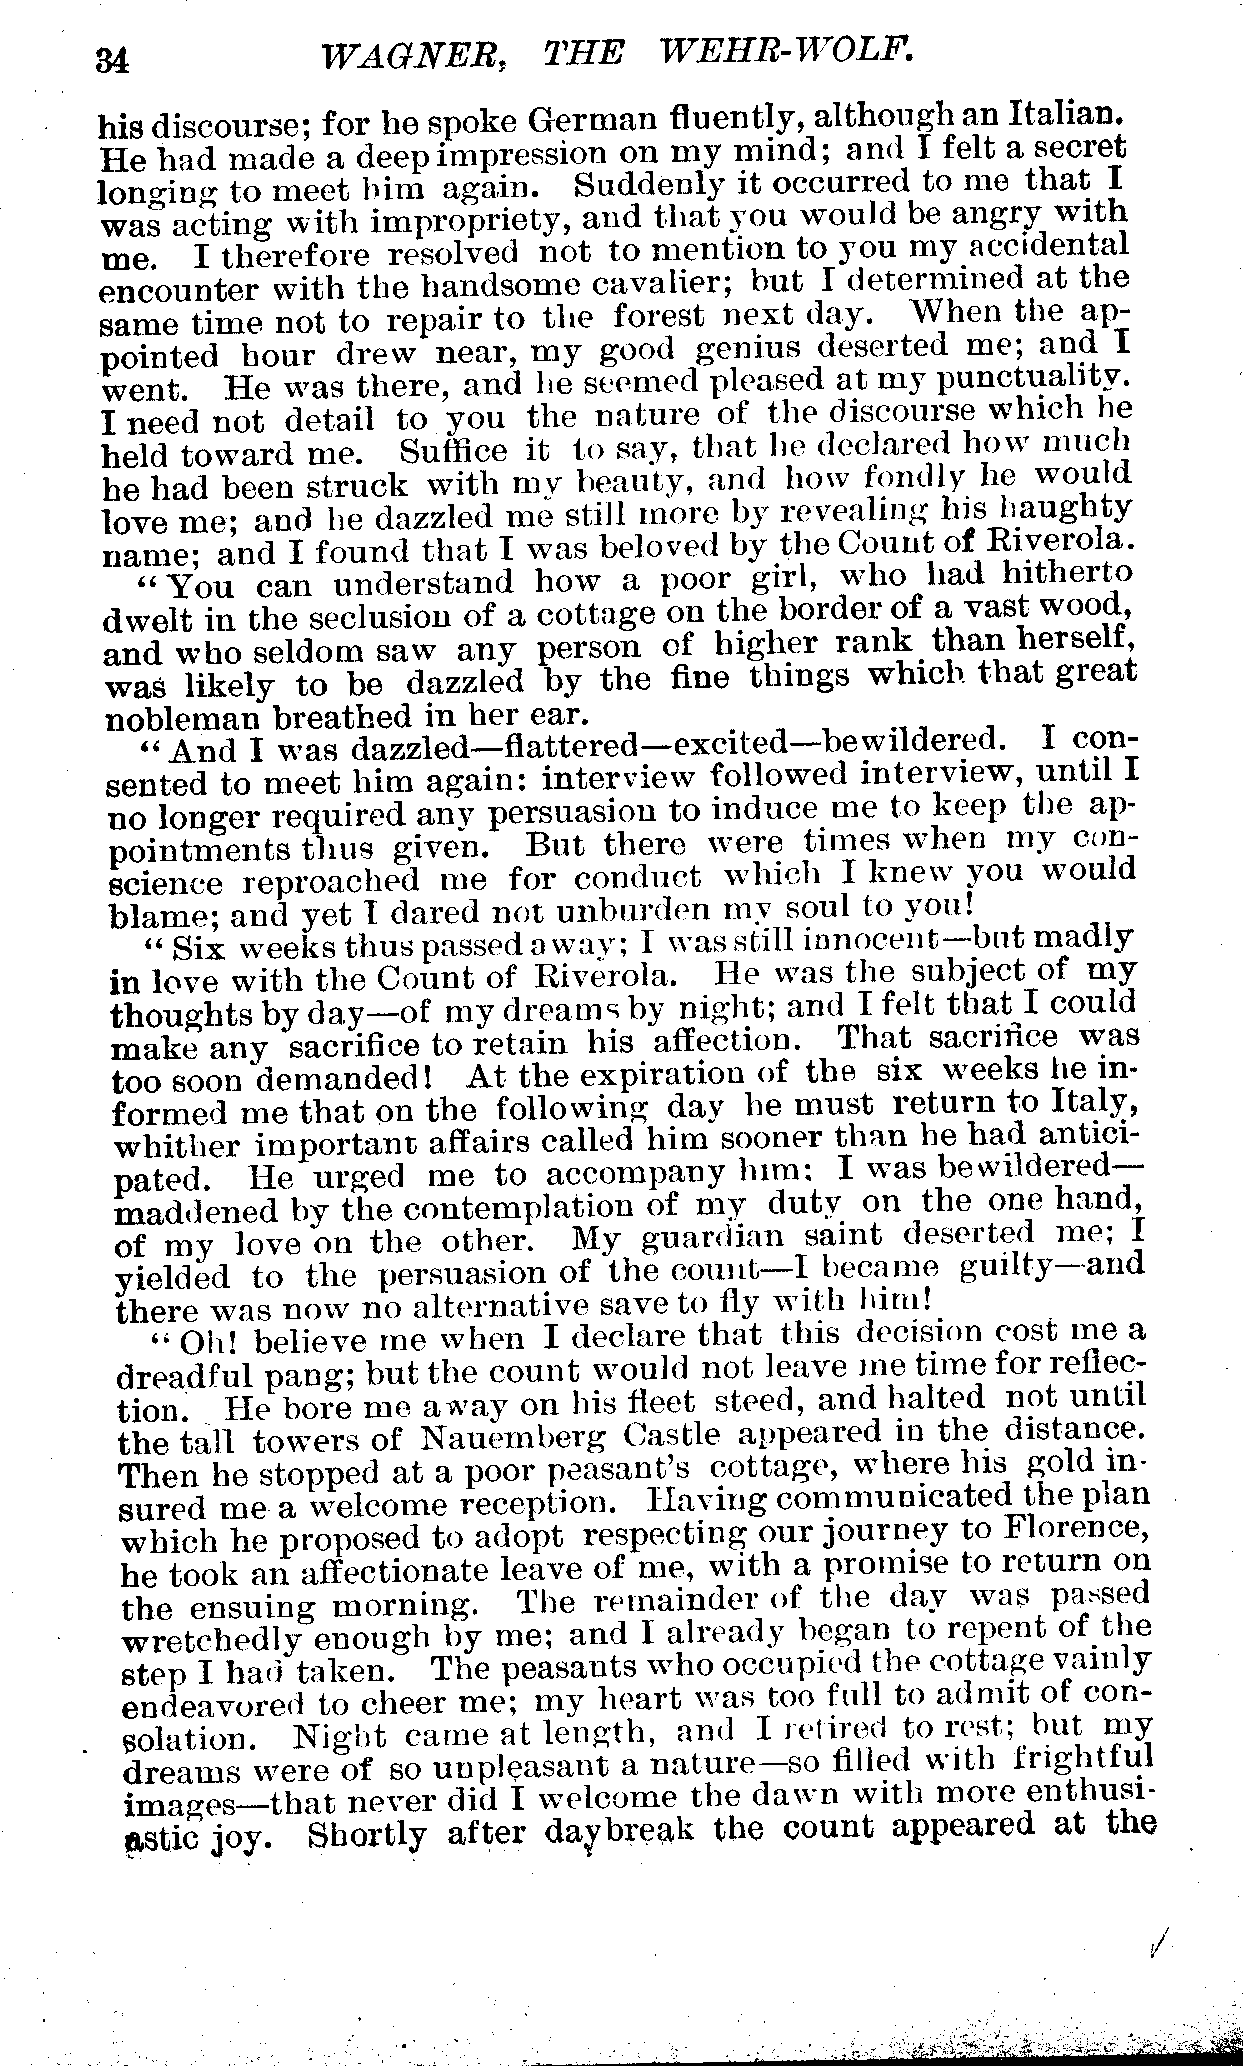 34 WAGNER, THE WEHR-WOLF.
his discourse; for he spoke German fluently, although an Italian.
He had made a deep impression on my mind; and I felt a secret
longing to meet him again. Suddenly it occurred to me that I
was acting with impropriety, and that you would be angry with
me. I therefore resolved not to mention to you my accidental
encounter with the handsome cavalier; but I determined at the
same time not to repair to the forest next day. When the ap-
pointed hour drew near, my good genius deserted me; and I
went. He was there, and he seemed pleased at my punctuality.
I need not detail to you the nature of the discourse which he
held toward me. Suffice it to say, that he declared how much
he had been struck with my beauty, and how fondly he would
love me; and he dazzled me still more by revealing his haughty
name; and I found that I was beloved by the Count of Riverola.
"You can understand how a poor girl, who had hitherto
dwelt in the seclusion of a cottage on the border of a vast wood,
and who seldom saw any person of higher rank than herself,
was likely to be dazzled by the fine things which that great
nobleman breathed in her ear.
"And I was dazzled—flattered—excited—bewildered. I con-
sented to meet him again: interview followed interview, until I
no longer required any persuasion to induce me to keep the ap-
pointments thus given. But there were times when my con-
science reproached me for conduct which I knew you would
blame; and yet I dared not unburden my soul to you!
"Six weeks thus passed away; I was still innocent—but madly
in love with the Count of Riverola. He was the subject of my
thoughts by day—of my dreams by night; and I felt that I could
make any sacrifice to retain his affection. That sacrifice was
too soon demanded! At the expiration of the six weeks he in-
formed me that on the following day he must return to Italy,
whither important affairs called him sooner than he had antici-
pated. He urged me to accompany him; I was bewildered—
maddened by the contemplation of my duty on the one hand,
of my love on the other. My guardian saint deserted me; I
yielded to the persuasion of the count—I became guilty—and
there was now no alternative save to fly with him!
"Oh! believe me when I declare that this decision cost me a
dreadful pang; but the count would not leave me time for reflec-
tion. He bore me away on his fleet steed, and halted not until
the tall towers of Nauemberg Castle appeared in the distance.
Then he stopped at a poor peasant's cottage, where his gold in-
sured me a welcome reception. Having communicated the plan
which he proposed to adopt respecting our journey to Florence,
he took an affectionate leave of me, with a promise to return on
the ensuing morning. The remainder of the day was passed
wretchedly enough by me; and I already began to repent of the
step I had taken. The peasants who occupied the cottage vainly
endeavored to cheer me; my heart was too full to admit of con-
solation. Night came at length, and I retired to rest; but my
dreams were of so unpleasant a nature—so filled with frightful
images—that never did I welcome the dawn with more enthusi-
astic joy. Shortly after daybreak the count appeared at the